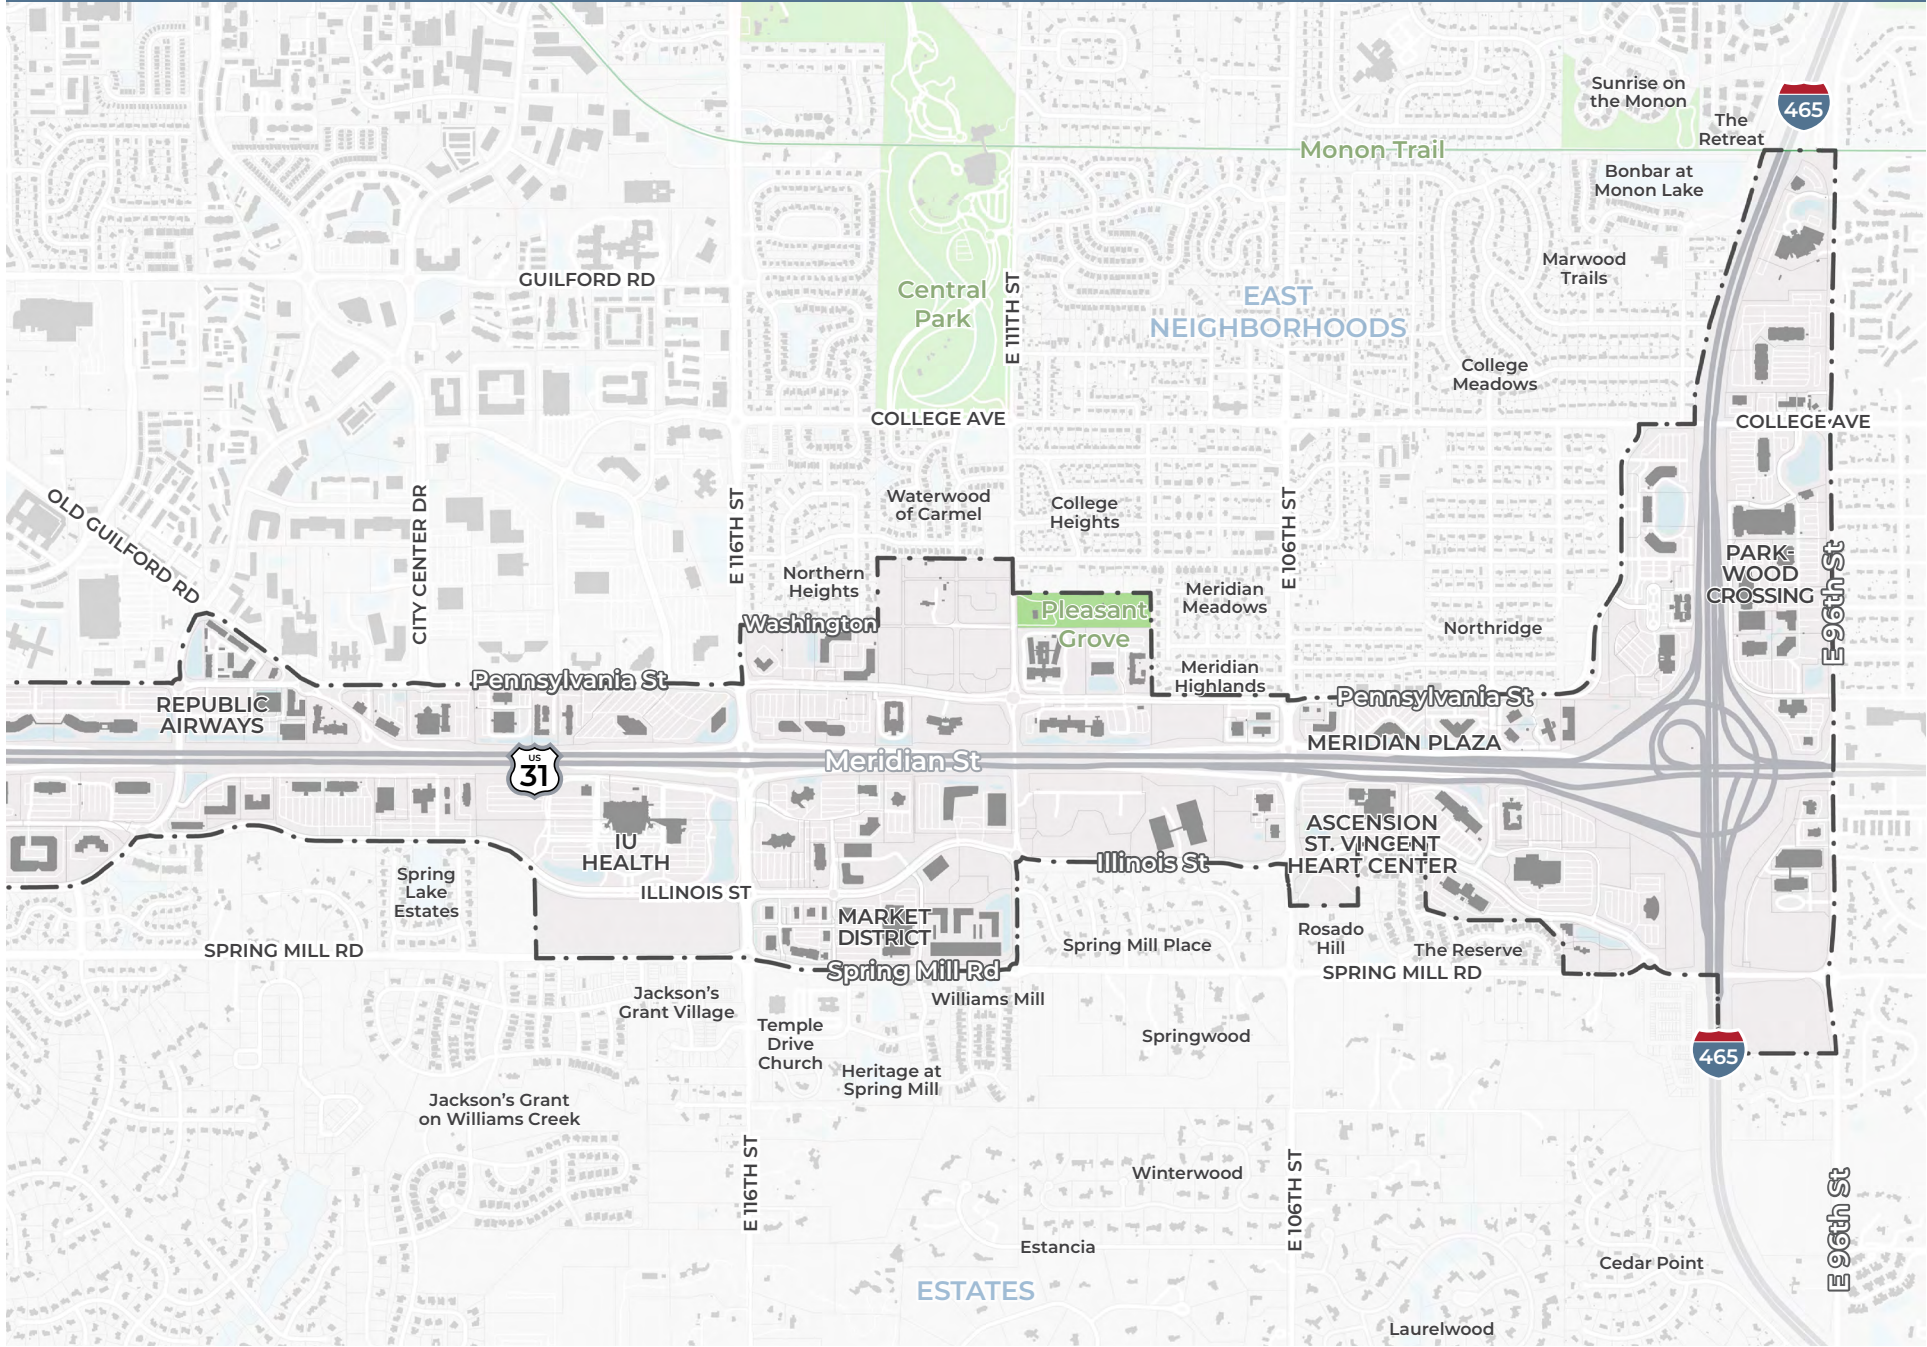 Sunrise on
the Monon
465
The
Retreat
Monon Trail
Bonbar at
Monon Lake
GUILFORD RD
Marwood
Trails
Central
Park
E 111TH ST
EAST
NEIGHBORHOODS
College
Meadows
COLLEGE AVE
COLLEGE AVE
OLD GUILFORD RD
CITY CENTER DR
E 116TH ST
Waterwood
of Carmel
College
Heights
E 106TH ST
PARK-
WOOD
CROSSING
E 96th St
Northern
Heights
Meridian
Meadows
Washington
Pleasant
Grove
Northridge
Meridian
Highlands
Pennsylvania St
Pennsylvania St
REPUBLIC
AIRWAYS
MERIDIAN PLAZA
US
31
Meridian St
IU
HEALTH
ASCENSION
ST. VINCENT
HEART CENTER
Illinois St
Spring
Lake
Estates
ILLINOIS ST
MARKET
DISTRICT
Rosado
Hill
SPRING MILL RD
Spring Mill Place
The Reserve
Spring Mill Rd
SPRING MILL RD
Jackson's
Grant Village
Williams Mill
Temple
Drive
Church
Springwood
465
Heritage at
Spring Mill
Jackson's Grant
on Williams Creek
E 116TH ST
Winterwood
E 106TH ST
E 96th St
Estancia
Cedar Point
ESTATES
Laurelwood